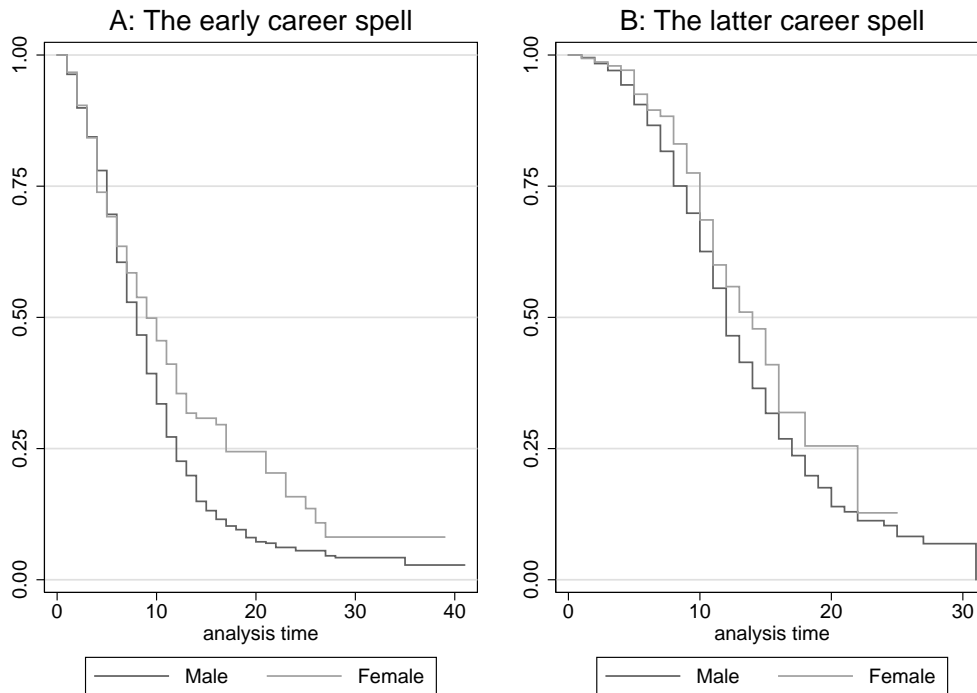 A: The early career spell
1.00
0.75
0.50
0.25
0.00
0 10 20 30 40
analysis time
Male Female
B: The latter career spell
1.00
0.75
0.50
0.25
0.00
0 10 20 30
analysis time
Male Female